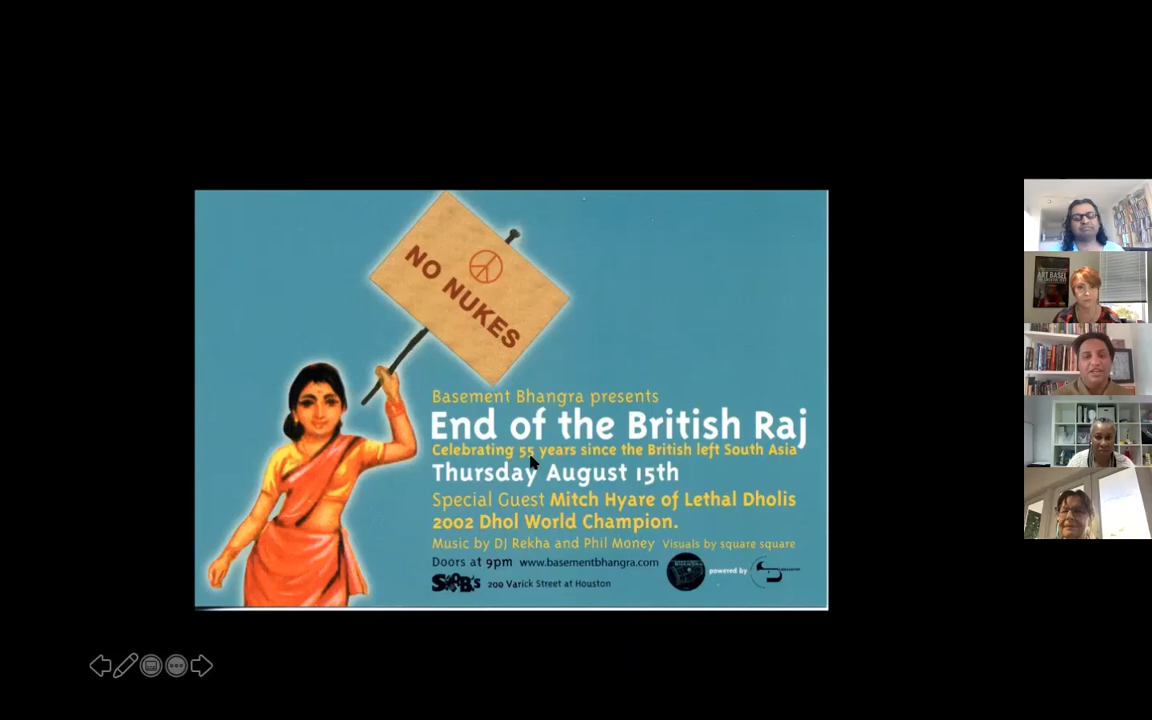 NO NUKES
Basement Bhangra presents
End of the British Raj
Celebrating 55 years since the British left South Asia
Thursday August 15th
Special Guest Mitch Hyare of Lethal Dholis
2002 Dhol World Champion.
Music by DJ Rekha and Phil Money Visuals by square square
Doors at 9pm www.basementbhangra.com
SOB's 200 Varick Street at Houston
powered by
ART BASEL